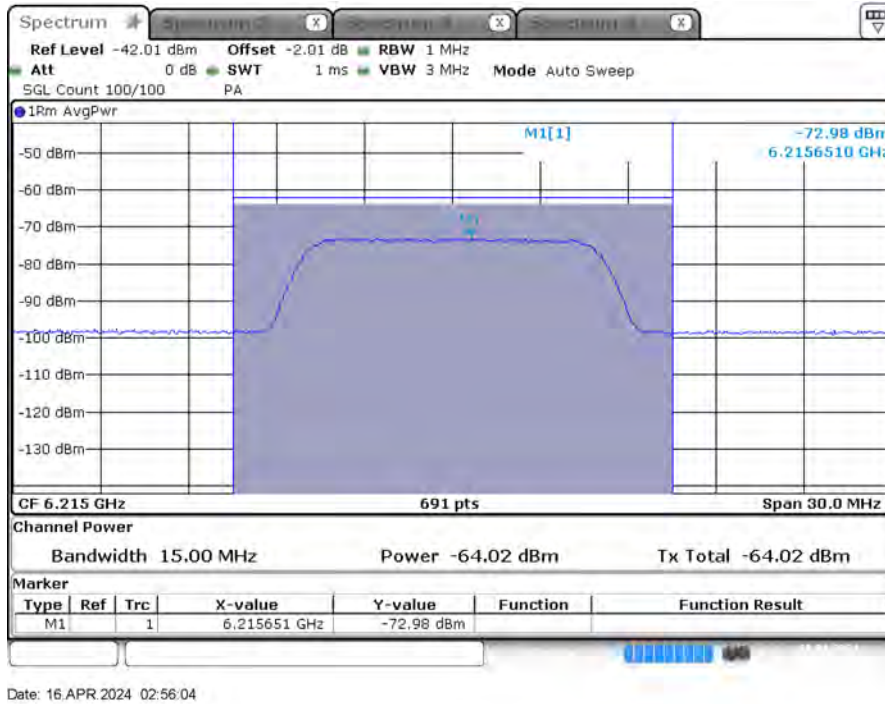 Spectrum
Ref Level -42.01 dBm Offset -2.01 dB RBW 1 MHz
Att 0 dB SWT 1 ms VBW 3 MHz Mode Auto Sweep
SGL Count 100/100 PA
1Rm AvgPwr
M1[1] -72.98 dBm
6.2156510 GHz
-50 dBm
-60 dBm
-70 dBm
-80 dBm
-90 dBm
-100 dBm
-110 dBm
-120 dBm
-130 dBm
CF 6.215 GHz 691 pts Span 30.0 MHz
Channel Power
Bandwidth 15.00 MHz Power -64.02 dBm Tx Total -64.02 dBm
Marker
Type Ref Trc X-value Y-value Function Function Result
M1 1 6.215651 GHz -72.98 dBm
Date: 16.APR.2024 02:56:04